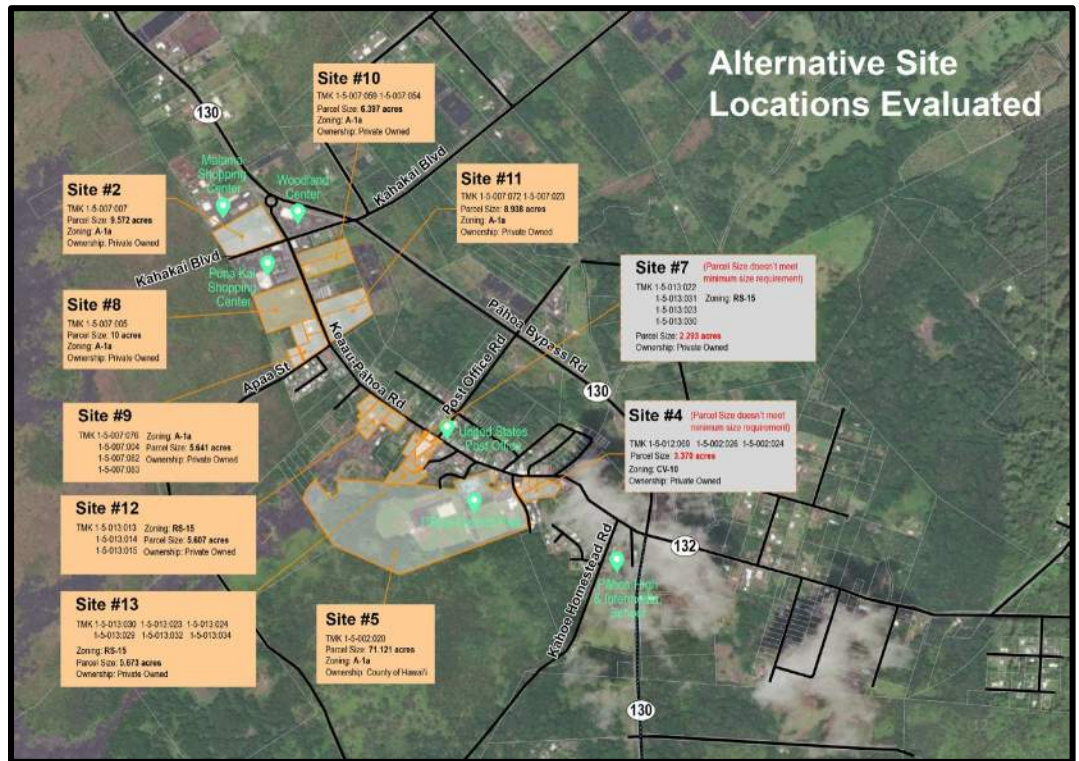 Alternative Site
Locations Evaluated
Site #10
TMK 1-5-007:059 1-5-007:054
Parcel Size: 6.397 acres
Zoning: A-1a
Ownership: Private Owned
130
Kahakai Blvd
Woodland
Center
Shopping
Center
Site #2
TMK 1-5-007:007
Parcel Size: 9.572 acres
Zoning: A-1a
Ownership: Private Owned
Site #11
TMK 1-5-007:072 1-5-007:023
Parcel Size: 8.938 acres
Zoning: A-1a
Ownership: Private Owned
Kahakai Blvd
Puna Kai
Shopping
Center
Site #8
TMK 1-5-007:005
Parcel Size: 10 acres
Zoning: A-1a
Ownership: Private Owned
Site #7 (Parcel Size doesn't meet
minimum size requirement)
TMK 1-5-013:022
1-5-013:031 Zoning: RS-15
1-5-013:023
1-5-013:030
Parcel Size: 2.293 acres
Ownership: Private Owned
Pahoa Bypass Rd
Keaau-Pahoa Rd
Post Office Rd
Apaa St
130
Site #9
TMK 1-5-007:076 Zoning: A-1a
1-5-007:004 Parcel Size: 5.641 acres
1-5-007:082 Ownership: Private Owned
1-5-007:083
United States
Post Office
Site #4 (Parcel Size doesn't meet
minimum size requirement)
TMK 1-5-012:069 1-5-002:026 1-5-002:024
Parcel Size: 3.370 acres
Zoning: CV-10
Ownership: Private Owned
Site #12
TMK 1-5-013:013 Zoning: RS-15
1-5-013:014 Parcel Size: 5.607 acres
1-5-013:015 Ownership: Private Owned
132
Kahoe Homestead Rd
Pahoa High
& Intermediate
School
Site #13
TMK 1-5-013:030 1-5-013:023 1-5-013:024
1-5-013:029 1-5-013:032 1-5-013:034
Zoning: RS-15
Parcel Size: 5.673 acres
Ownership: Private Owned
Site #5
TMK 1-5-002:020
Parcel Size: 71.121 acres
Zoning: A-1a
Ownership: County of Hawai'i
130